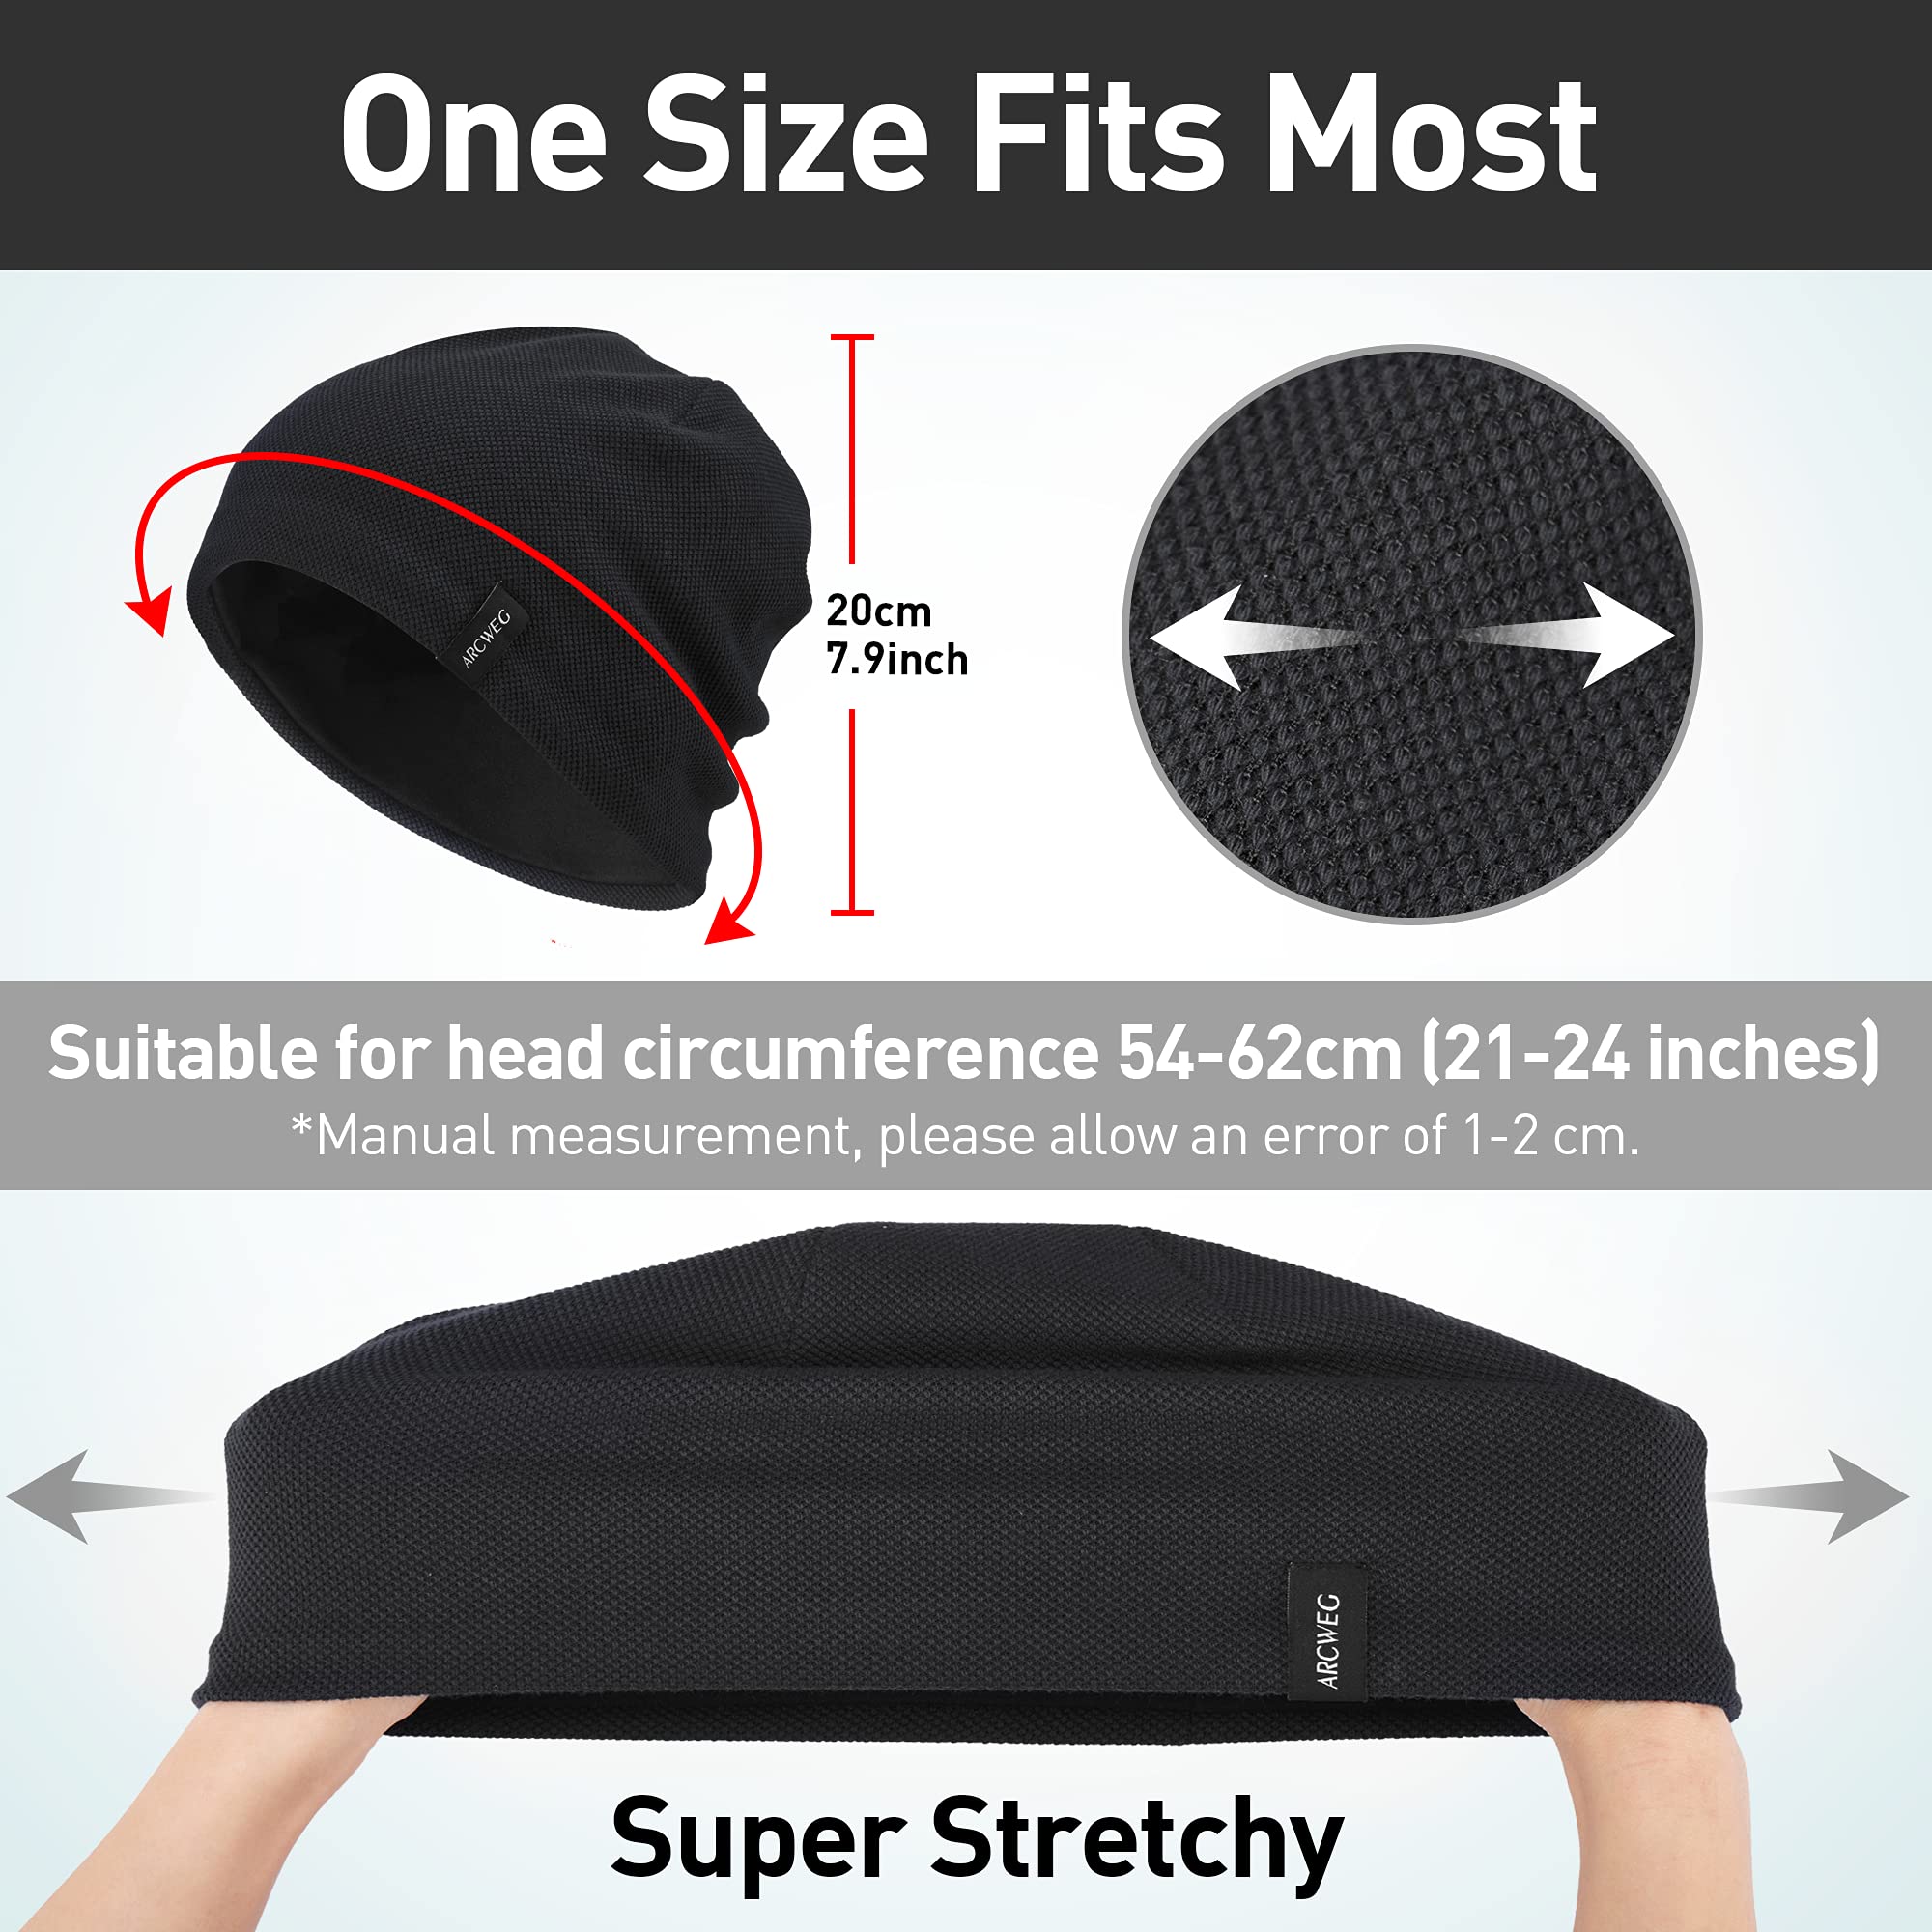 One Size Fits Most
ARCWEG
20cm
7.9inch
Suitable for head circumference 54-62cm (21-24 inches)
*Manual measurement, please allow an error of 1-2 cm.
ARCWEG
Super Stretchy